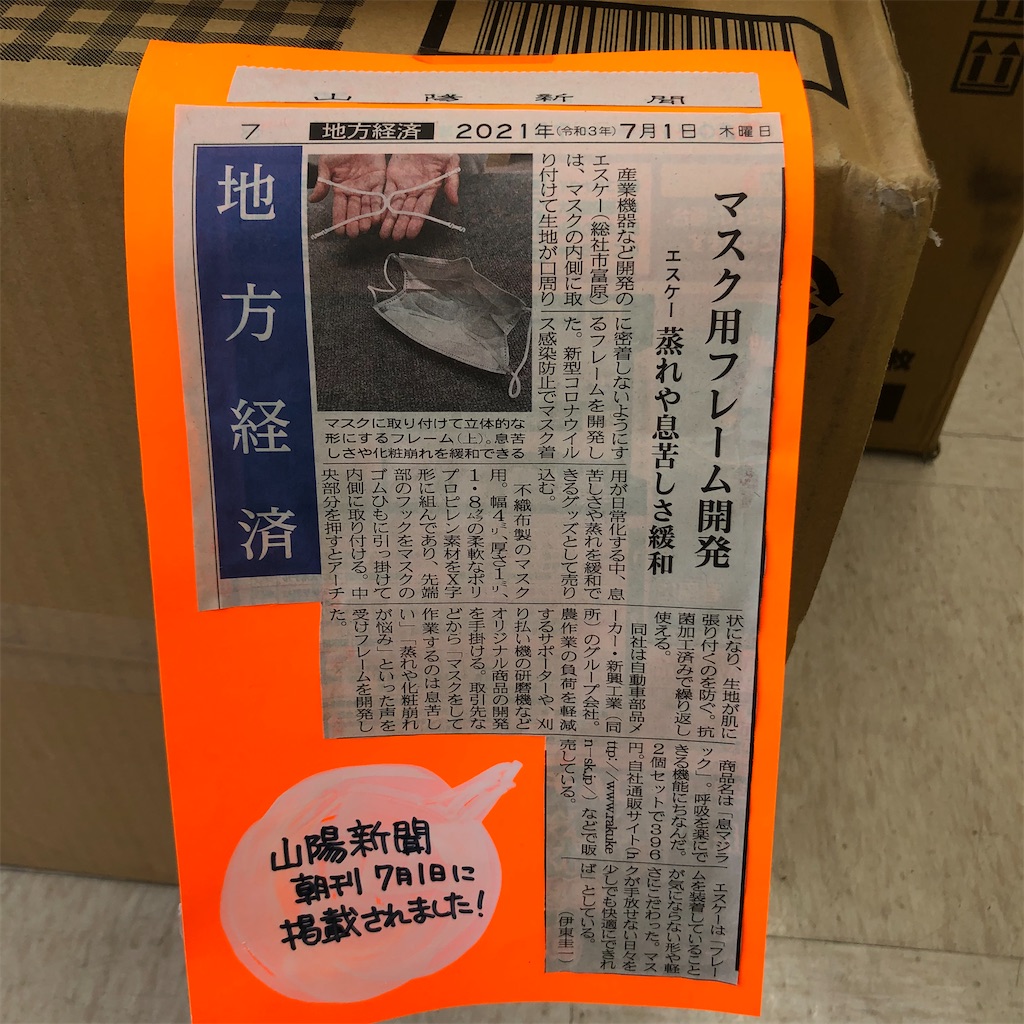 山陽新聞
7 地方経済 2021年(令和3年)7月1日 木曜日
地方経済
マスク用フレーム開発
エスケー 蒸れや息苦しさ緩和
マスクに取り付けて立体的な
形にするフレーム(上)。息苦
しさや化粧崩れを緩和できる
産業機器など開発の
エスケー(総社市富原)
は、マスクの内側に取
り付けて生地が口周り
に密着しないようにす
るフレームを開発し
た。新型コロナウイル
ス感染防止でマスク着
用が日常化する中、息
苦しさや蒸れを緩和で
きるグッズとして売り
込む。
不織布製のマスク
用。幅4㍉、厚さ1㍉、
1・8㌘の柔軟なポリ
プロピレン素材をX字
形に組んであり、先端
部のフックをマスクの
ゴムひもに引っ掛けて
内側に取り付ける。中
央部分を押すとアーチ
状になり、生地が肌に
張り付くのを防ぐ。抗
菌加工済みで繰り返し
使える。
同社は自動車部品メ
ーカー・新興工業(同
所)のグループ会社。
農作業の負荷を軽減
するサポーターや、刈
り払い機の研磨機など
オリジナル商品の開発
を手掛ける。取引先な
どから「マスクをして
作業するのは息苦し
い」「蒸れや化粧崩れ
が悩み」といった声を
受けフレームを開発し
た。
商品名は「息マジラ
ック」。呼吸を楽にで
きる機能にちなんだ。
2個セットで396
円。自社通販サイト(h
ttp://www.rakuke
n-sk.jp/)などで販
売している。
エスケーは「フレー
ムを装着していること
が気にならない形や軽
さにこだわった。マス
クが手放せない日々を
少しでも快適にできれ
ば」としている。
(伊東圭一)
山陽新聞
朝刊 7月1日に
掲載されました!